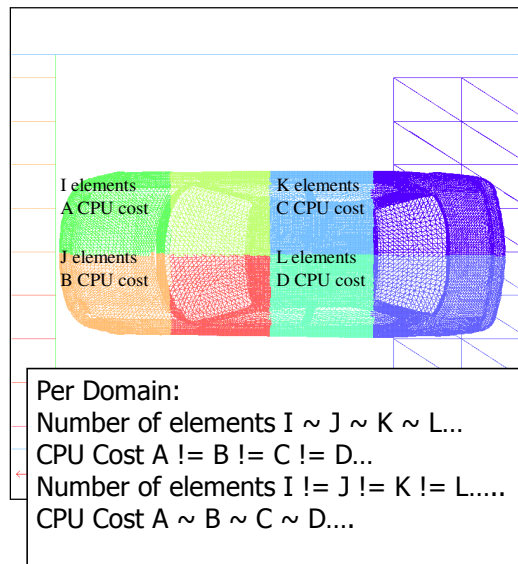 I elements
A CPU cost
K elements
C CPU cost
J elements
B CPU cost
L elements
D CPU cost
Per Domain:
Number of elements I ~ J ~ K ~ L...
CPU Cost A != B != C != D...
Number of elements I != J != K != L.....
CPU Cost A ~ B ~ C ~ D....